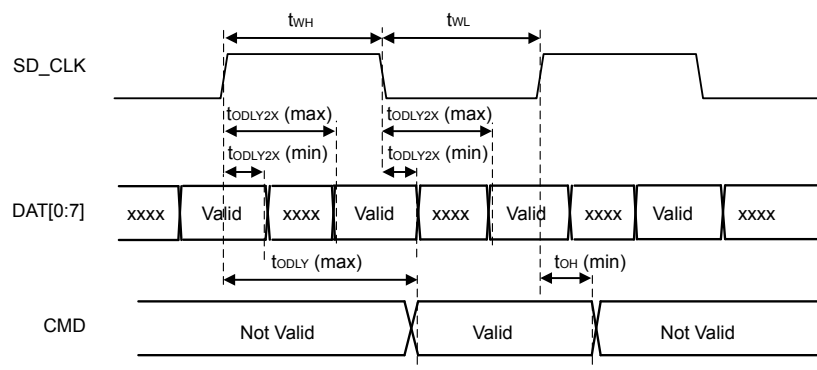 tWH tWL
SD_CLK
tODLY2X (max) tODLY2X (max)
tODLY2X (min) tODLY2X (min)
DAT[0:7] xxxx Valid xxxx Valid xxxx Valid xxxx Valid xxxx
tODLY (max) tOH (min)
CMD Not Valid Valid Not Valid